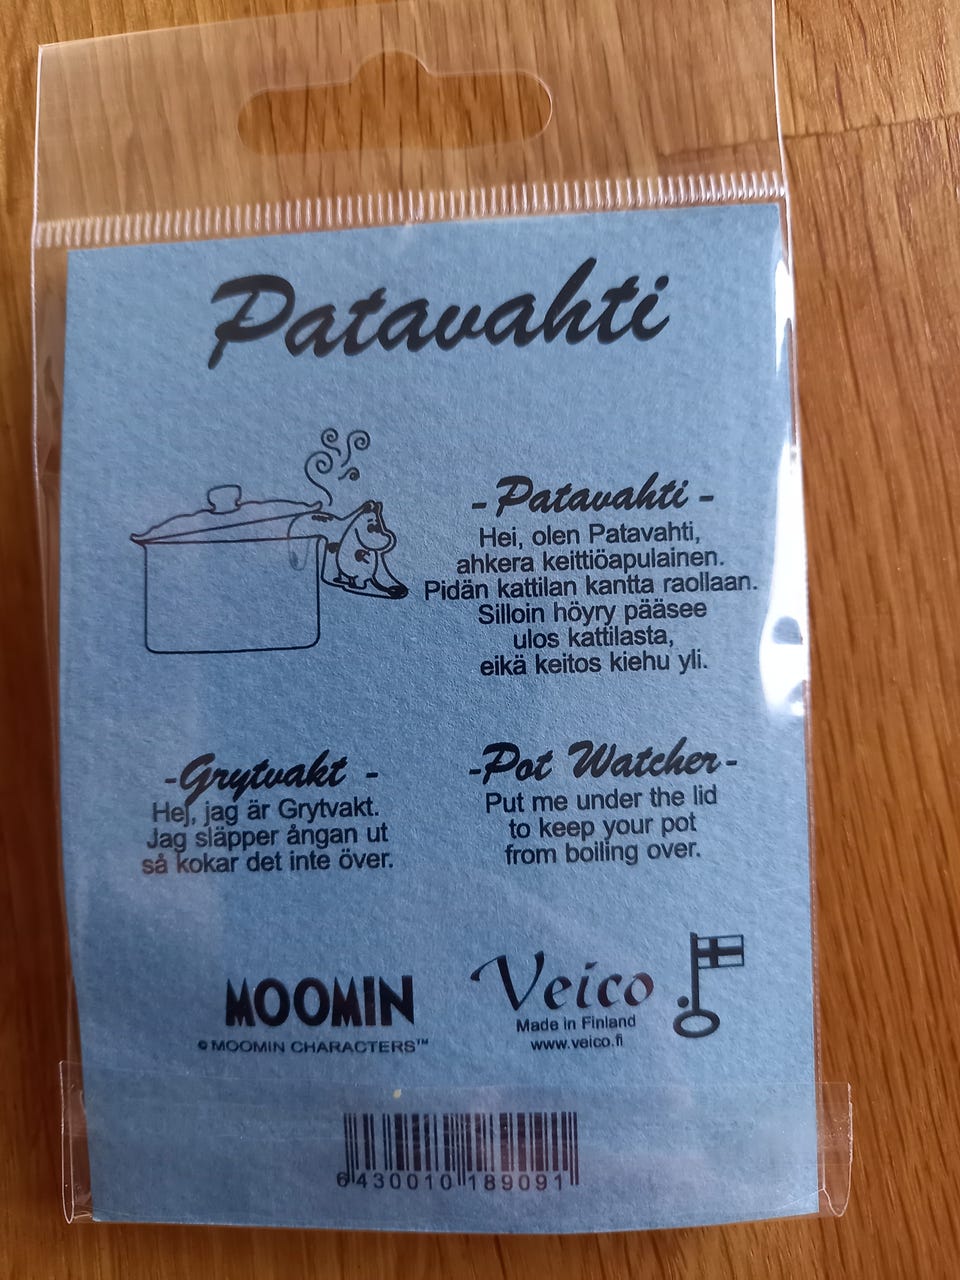 Patavahti
- Patavahti -
Hei, olen Patavahti,
ahkera keittiöapulainen.
Pidän kattilan kantta raollaan.
Silloin höyry pääsee
ulos kattilasta,
eikä keitos kiehu yli.
- Grytvakt -
Hej, jag är Grytvakt.
Jag släpper ångan ut
så kokar det inte över.
-Pot Watcher-
Put me under the lid
to keep your pot
from boiling over.
MOOMIN
© MOOMIN CHARACTERS™
Veico
Made in Finland
www.veico.fi
6 430010 189091